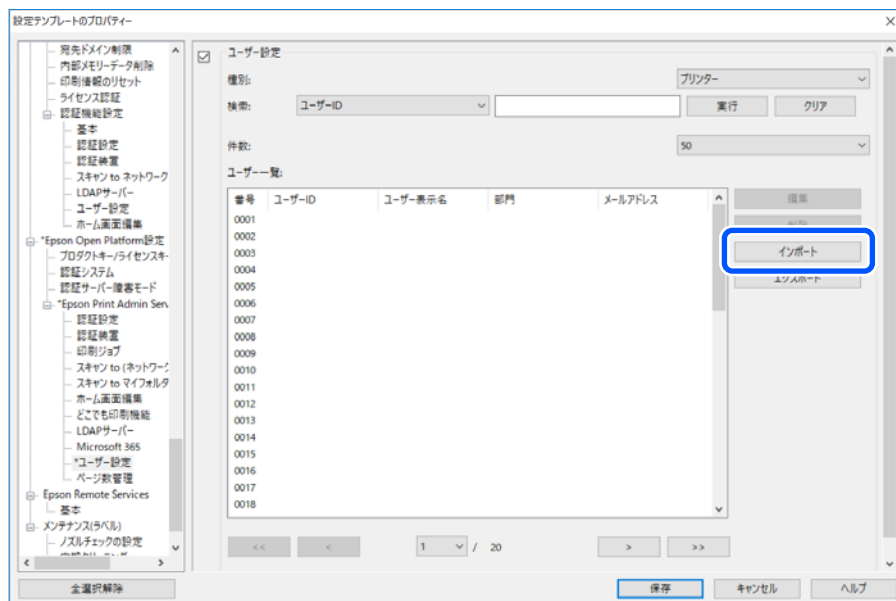 設定テンプレートのプロパティー
宛先ドメイン制限
内部メモリーデータ削除
印刷情報のリセット
ライセンス認証
認証機能設定
基本
認証設定
認証装置
スキャン to ネットワーク
LDAPサーバー
ユーザー設定
ホーム画面編集
*Epson Open Platform設定
プロダクトキー/ライセンスキ-
認証システム
認証サーバー障害モード
*Epson Print Admin Serv
認証設定
認証装置
印刷ジョブ
スキャン to (ネットワーク
スキャン to マイフォルダ
ホーム画面編集
どこでも印刷機能
LDAPサーバー
Microsoft 365
*ユーザー設定
ページ数管理
Epson Remote Services
基本
メンテナンス(ラベル)
ノズルチェックの設定
全選択解除
ユーザー設定
種別: プリンター
検索: ユーザーID 実行 クリア
件数: 50
ユーザー一覧:
番号 ユーザーID ユーザー表示名 部門 メールアドレス
0001
0002
0003
0004
0005
0006
0007
0008
0009
0010
0011
0012
0013
0014
0015
0016
0017
0018
編集
インポート
エクスポート
<< < 1 / 20 > >>
保存 キャンセル ヘルプ